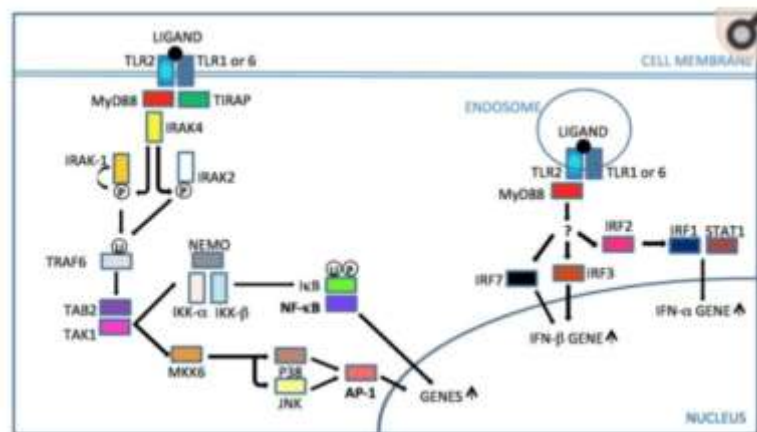 LIGAND
TLR2 TLR1 or 6
CELL MEMBRANE
MyD88 TIRAP
IRAK4
ENDOSOME
LIGAND
IRAK-1
P
P
IRAK2
TLR2 TLR1 or 6
MyD88
U
TRAF6
NEMO
U P
?
IRF2
IRF1 STAT1
IκB
IRF7
IRF3
TAB2
TAK1
IKK-α IKK-β
NF-κB
IFN-β GENE
IFN-α GENE
MKK6
P38
JNK
AP-1
GENES
NUCLEUS